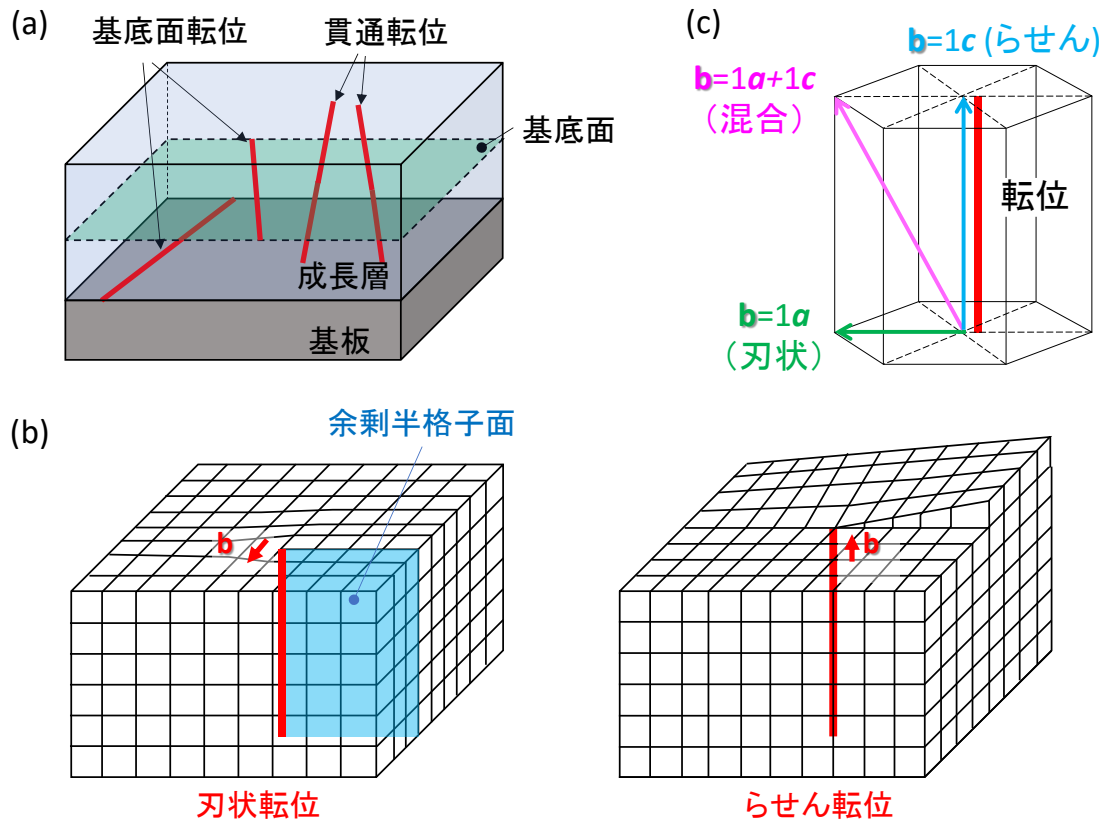 (a)
基底面転位
貫通転位
基底面
成長層
基板
(c)
b=1c (らせん)
b=1a+1c
（混合）
転位
b=1a
（刃状）
(b)
余剰半格子面
b
刃状転位
b
らせん転位